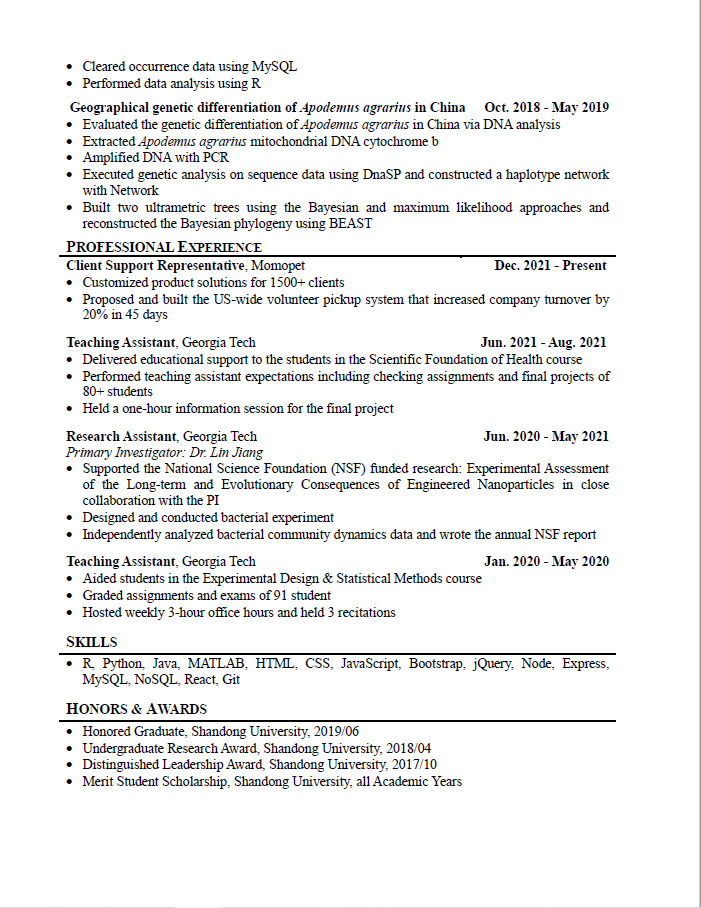 • Cleared occurrence data using MySQL
• Performed data analysis using R
Geographical genetic differentiation of Apodemus agrarius in China Oct. 2018 - May 2019
• Evaluated the genetic differentiation of Apodemus agrarius in China via DNA analysis
• Extracted Apodemus agrarius mitochondrial DNA cytochrome b
• Amplified DNA with PCR
• Executed genetic analysis on sequence data using DnaSP and constructed a haplotype network
with Network
• Built two ultrametric trees using the Bayesian and maximum likelihood approaches and
reconstructed the Bayesian phylogeny using BEAST
PROFESSIONAL EXPERIENCE
Client Support Representative, Momopet Dec. 2021 - Present
• Customized product solutions for 1500+ clients
• Proposed and built the US-wide volunteer pickup system that increased company turnover by
20% in 45 days
Teaching Assistant, Georgia Tech Jun. 2021 - Aug. 2021
• Delivered educational support to the students in the Scientific Foundation of Health course
• Performed teaching assistant expectations including checking assignments and final projects of
80+ students
• Held a one-hour information session for the final project
Research Assistant, Georgia Tech Jun. 2020 - May 2021
Primary Investigator: Dr. Lin Jiang
• Supported the National Science Foundation (NSF) funded research: Experimental Assessment
of the Long-term and Evolutionary Consequences of Engineered Nanoparticles in close
collaboration with the PI
• Designed and conducted bacterial experiment
• Independently analyzed bacterial community dynamics data and wrote the annual NSF report
Teaching Assistant, Georgia Tech Jan. 2020 - May 2020
• Aided students in the Experimental Design & Statistical Methods course
• Graded assignments and exams of 91 student
• Hosted weekly 3-hour office hours and held 3 recitations
SKILLS
• R, Python, Java, MATLAB, HTML, CSS, JavaScript, Bootstrap, jQuery, Node, Express,
MySQL, NoSQL, React, Git
HONORS & AWARDS
• Honored Graduate, Shandong University, 2019/06
• Undergraduate Research Award, Shandong University, 2018/04
• Distinguished Leadership Award, Shandong University, 2017/10
• Merit Student Scholarship, Shandong University, all Academic Years